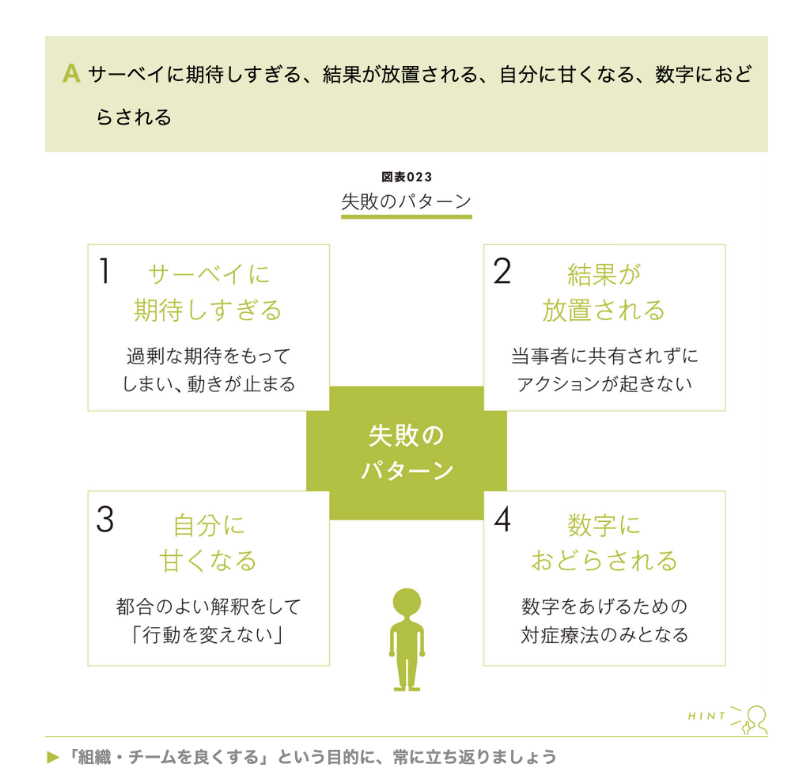 A サーベイに期待しすぎる、結果が放置される、自分に甘くなる、数字におど
らされる
図表023
失敗のパターン
1 サーベイに
期待しすぎる
過剰な期待をもって
しまい、動きが止まる
2 結果が
放置される
当事者に共有されずに
アクションが起きない
失敗の
パターン
3 自分に
甘くなる
都合のよい解釈をして
「行動を変えない」
4 数字に
おどらされる
数字をあげるための
対症療法のみとなる
HINT
▶「組織・チームを良くする」という目的に、常に立ち返りましょう